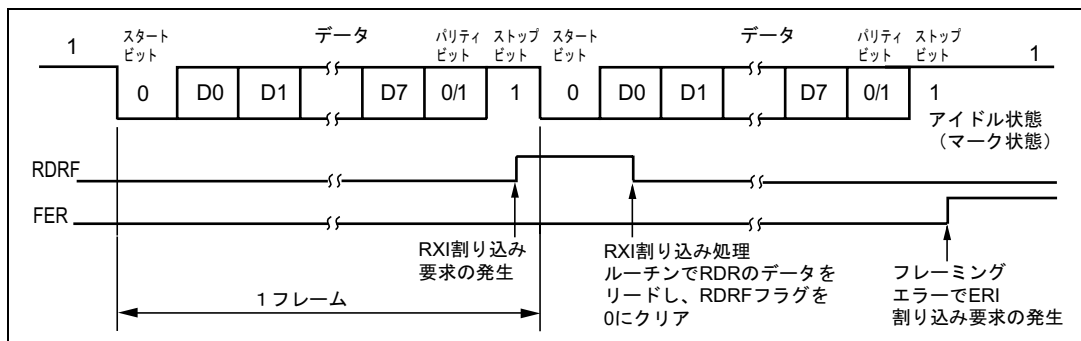 1
スタート
ビット
データ
パリティ
ビット
ストップ
ビット
スタート
ビット
データ
パリティ
ビット
ストップ
ビット
1
0 D0 D1 D7 0/1 1 0 D0 D1 D7 0/1 1
アイドル状態
（マーク状態）
RDRF
FER
RXI割り込み
要求の発生
RXI割り込み処理
ルーチンでRDRのデータを
リードし、RDRFフラグを
0にクリア
フレーミング
エラーでERI
割り込み要求の発生
1フレーム